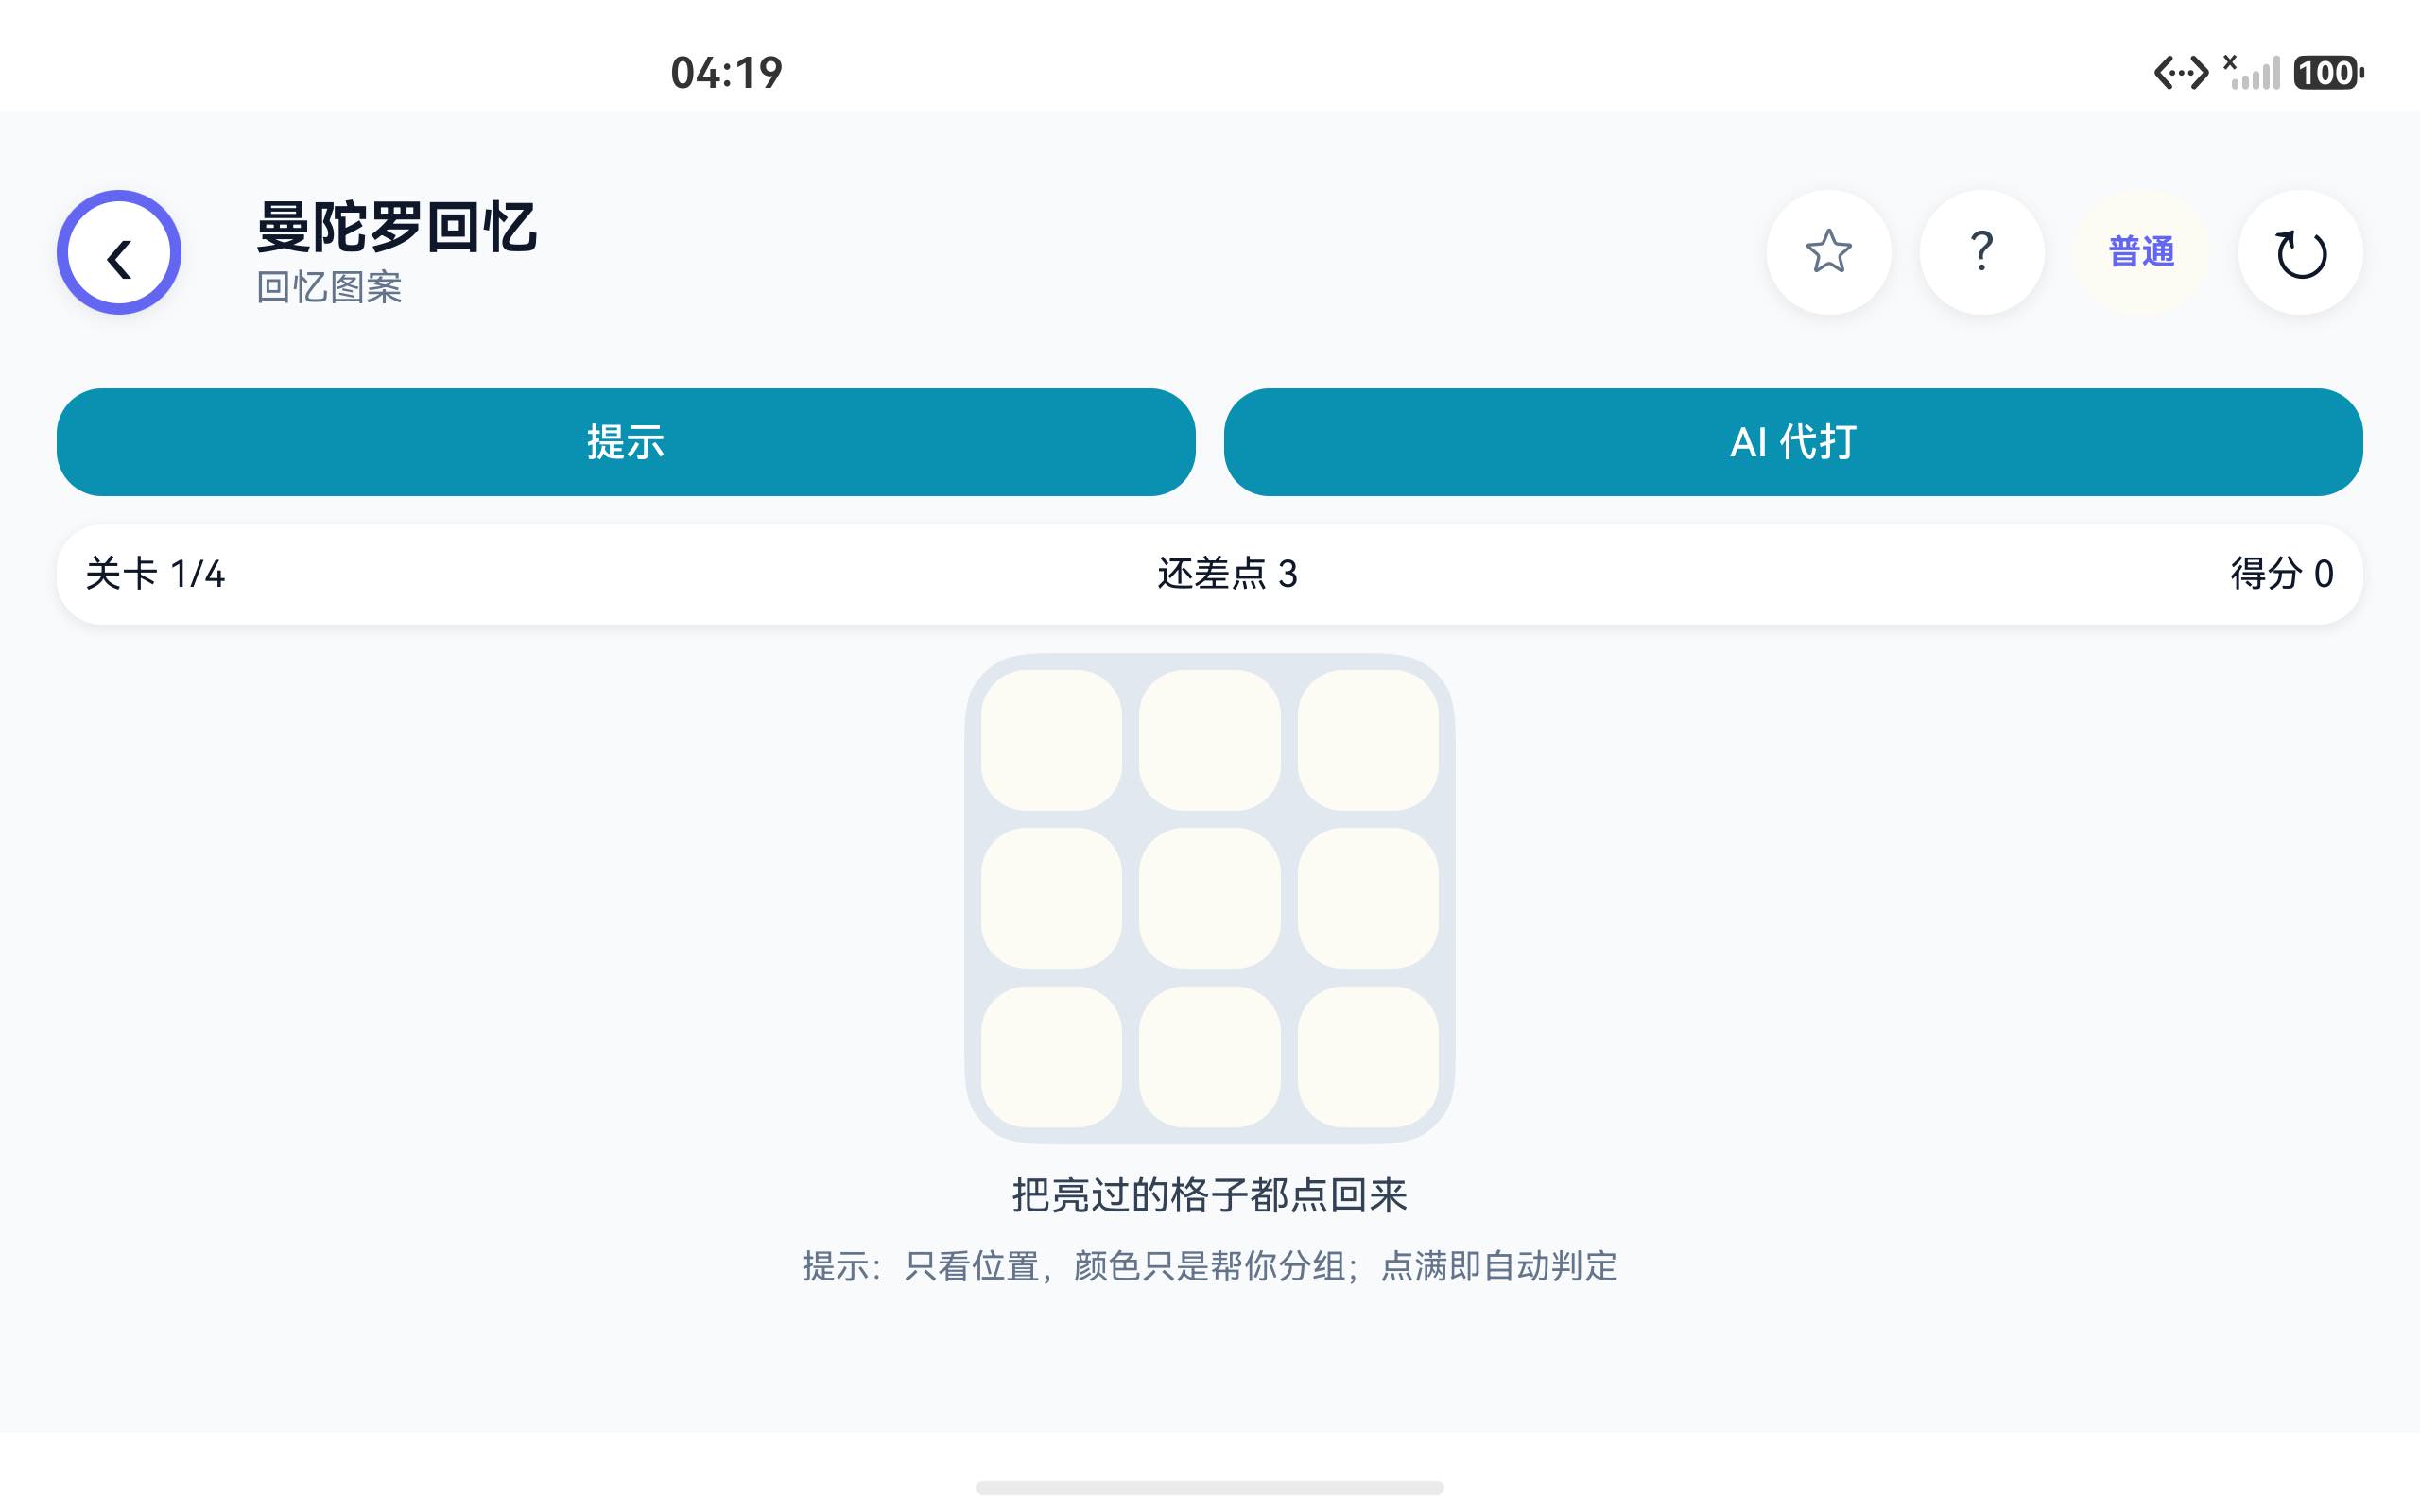 04:19
100
曼陀罗回忆
回忆图案
?
普通
提示
AI 代打
关卡 1/4
还差点 3
得分 0
把亮过的格子都点回来
提示：只看位置，颜色只是帮你分组；点满即自动判定